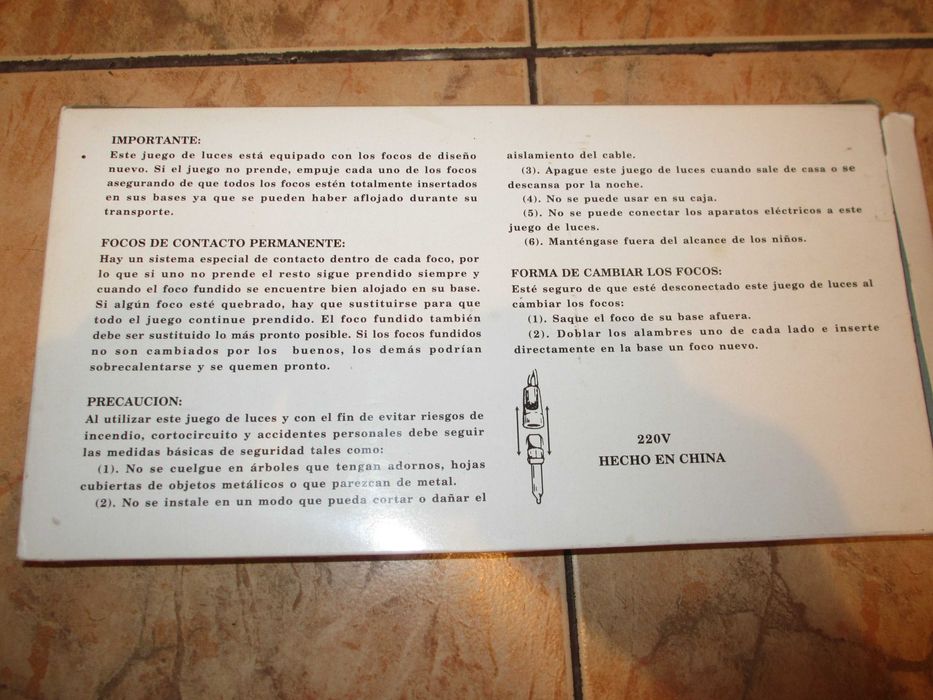 IMPORTANTE:
Este juego de luces está equipado con los focos de diseño
nuevo. Si el juego no prende, empuje cada uno de los focos
asegurando de que todos los focos estén totalmente insertados
en sus bases ya que se pueden haber aflojado durante su
transporte.
FOCOS DE CONTACTO PERMANENTE:
Hay un sistema especial de contacto dentro de cada foco, por
lo que si uno no prende el resto sigue prendido siempre y
cuando el foco fundido se encuentre bien alojado en su base.
Si algún foco esté quebrado, hay que sustituirse para que
todo el juego continue prendido. El foco fundido también
debe ser sustituido lo más pronto posible. Si los focos fundidos
no son cambiados por los buenos, los demás podrían
sobrecalentarse y se quemen pronto.
PRECAUCION:
Al utilizar este juego de luces y con el fin de evitar riesgos de
incendio, cortocircuito y accidentes personales debe seguir
las medidas básicas de seguridad tales como:
(1). No se cuelgue en árboles que tengan adornos, hojas
cubiertas de objetos metálicos o que parezcan de metal.
(2). No se instale en un modo que pueda cortar o dañar el
aislamiento del cable.
(3). Apague este juego de luces cuando sale de casa o se
descansa por la noche.
(4). No se puede usar en su caja.
(5). No se puede conectar los aparatos eléctricos a este
juego de luces.
(6). Manténgase fuera del alcance de los niños.
FORMA DE CAMBIAR LOS FOCOS:
Esté seguro de que esté desconectado este juego de luces al
cambiar los focos:
(1). Saque el foco de su base afuera.
(2). Doblar los alambres uno de cada lado e inserte
directamente en la base un foco nuevo.
220V
HECHO EN CHINA